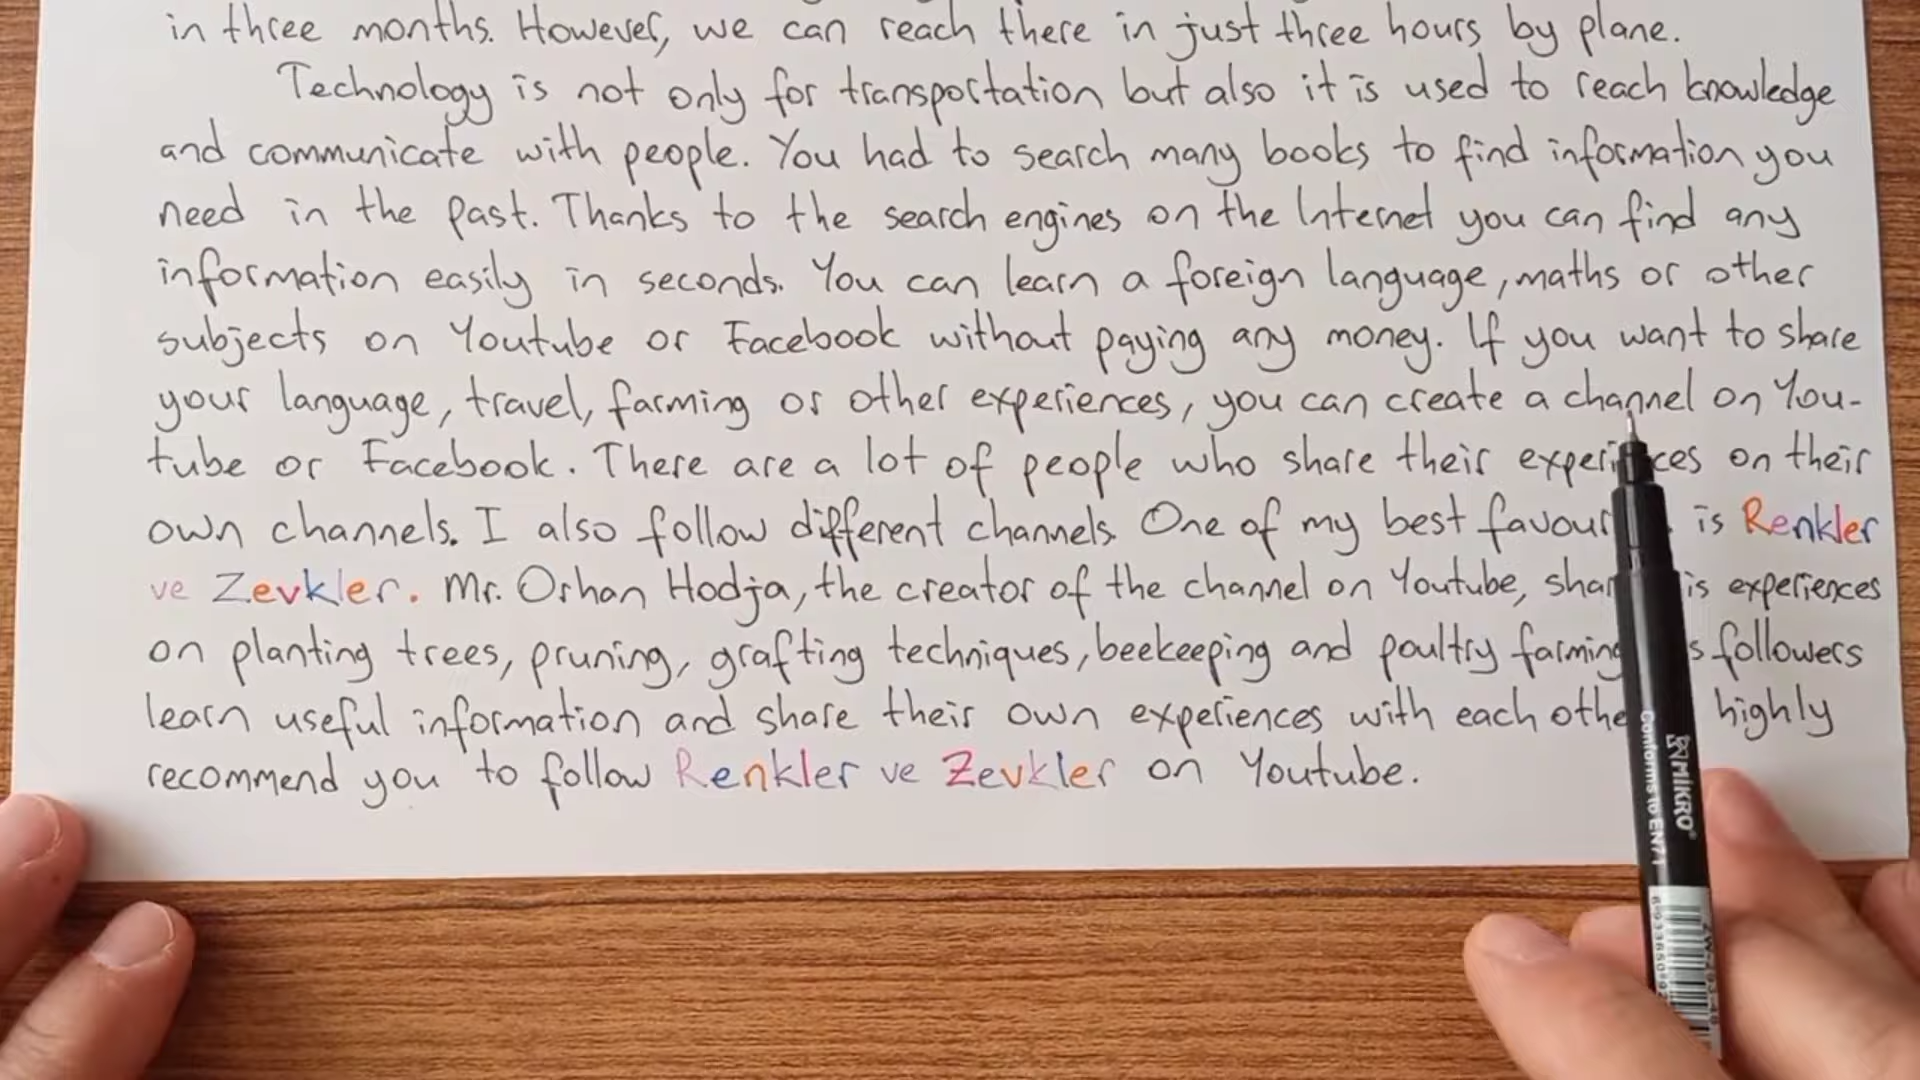 in three months. However, we can reach there in just three hours by plane.
Technology is not only for transportation but also it is used to reach knowledge
and communicate with people. You had to search many books to find information you
need in the past. Thanks to the search engines on the Internet you can find any
information easily in seconds. You can learn a foreign language, maths or other
subjects on Youtube or Facebook without paying any money. If you want to share
your language, travel, farming or other experiences, you can create a channel on You-
tube or Facebook. There are a lot of people who share their on their
own channels. I also follow different channels. One of my best is Renkler
ve Zevkler. Mr. Orhan Hodja, the creator of the channel on Youtube, experiences
on planting trees, pruning, grafting techniques, beekeeping and poultry farming followers
learn useful information and share their own experiences with each highly
recommend you to follow Renkler ve Zevkler on Youtube.
MIKRO
Conforms to EN71